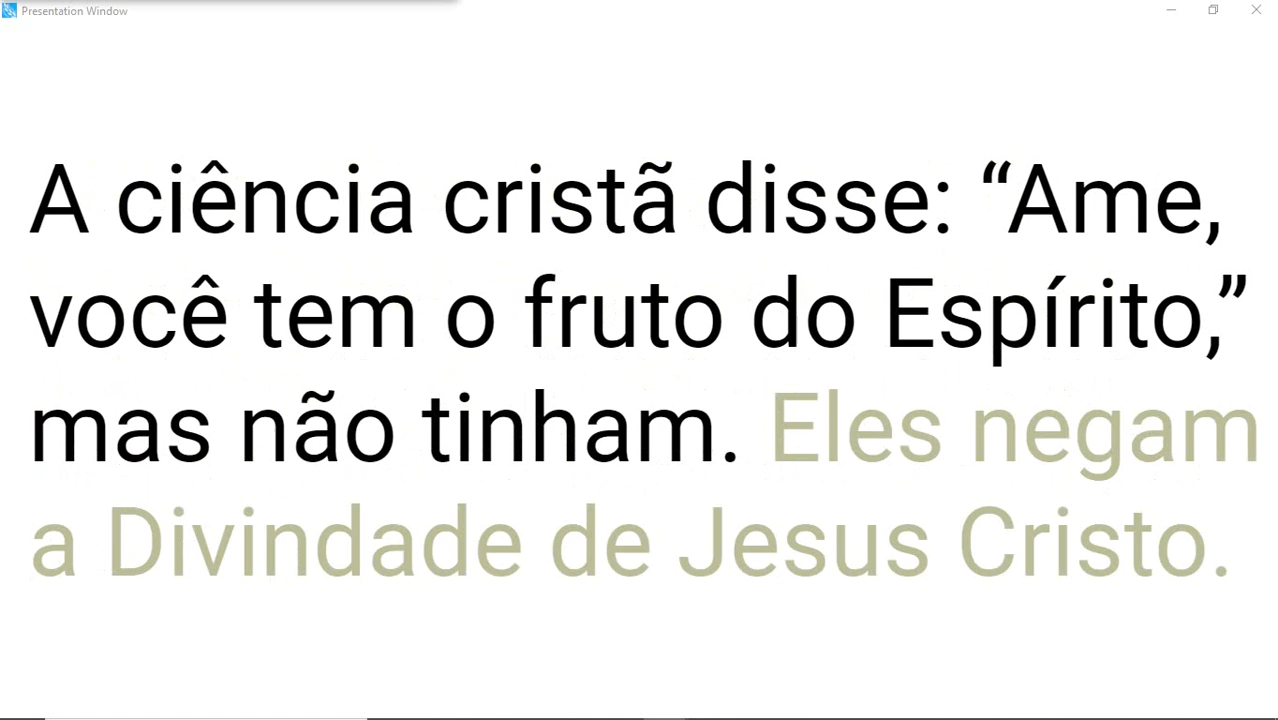 Presentation Window
A ciência cristã disse: “Ame,
você tem o fruto do Espírito,”
mas não tinham. Eles negam
a Divindade de Jesus Cristo.